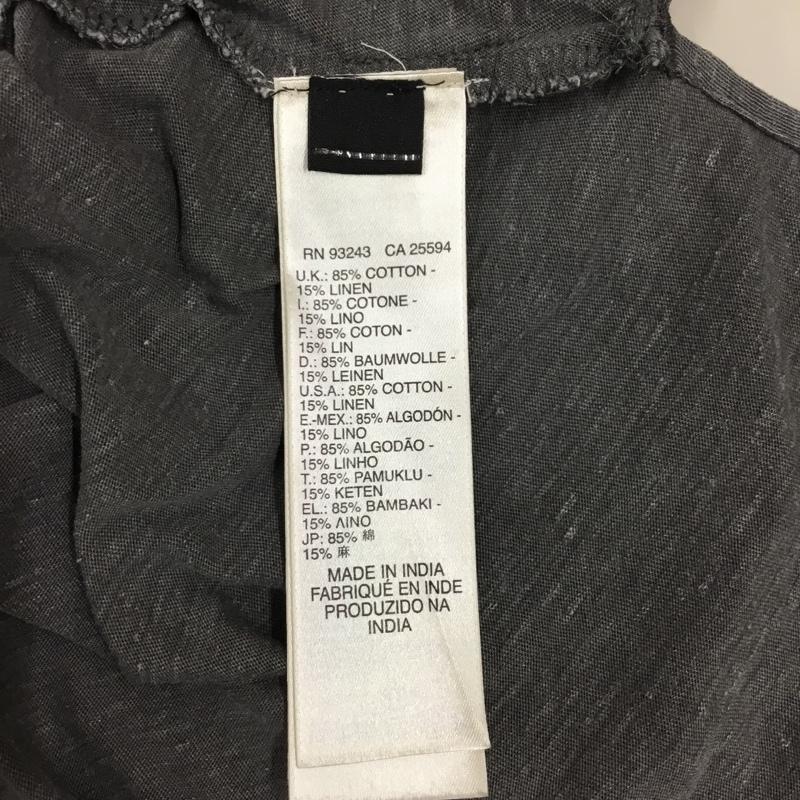 RN 93243 CA 25594
U.K.: 85% COTTON -
15% LINEN
I.: 85% COTONE -
15% LINO
F.: 85% COTON -
15% LIN
D.: 85% BAUMWOLLE -
15% LEINEN
U.S.A.: 85% COTTON -
15% LINEN
E.-MEX.: 85% ALGODÓN -
15% LINO
P.: 85% ALGODÃO -
15% LINHO
T.: 85% PAMUKLU -
15% KETEN
EL.: 85% BAMBAKI -
15% ΛINO
JP: 85% 綿
15% 麻
MADE IN INDIA
FABRIQUÉ EN INDE
PRODUZIDO NA
INDIA